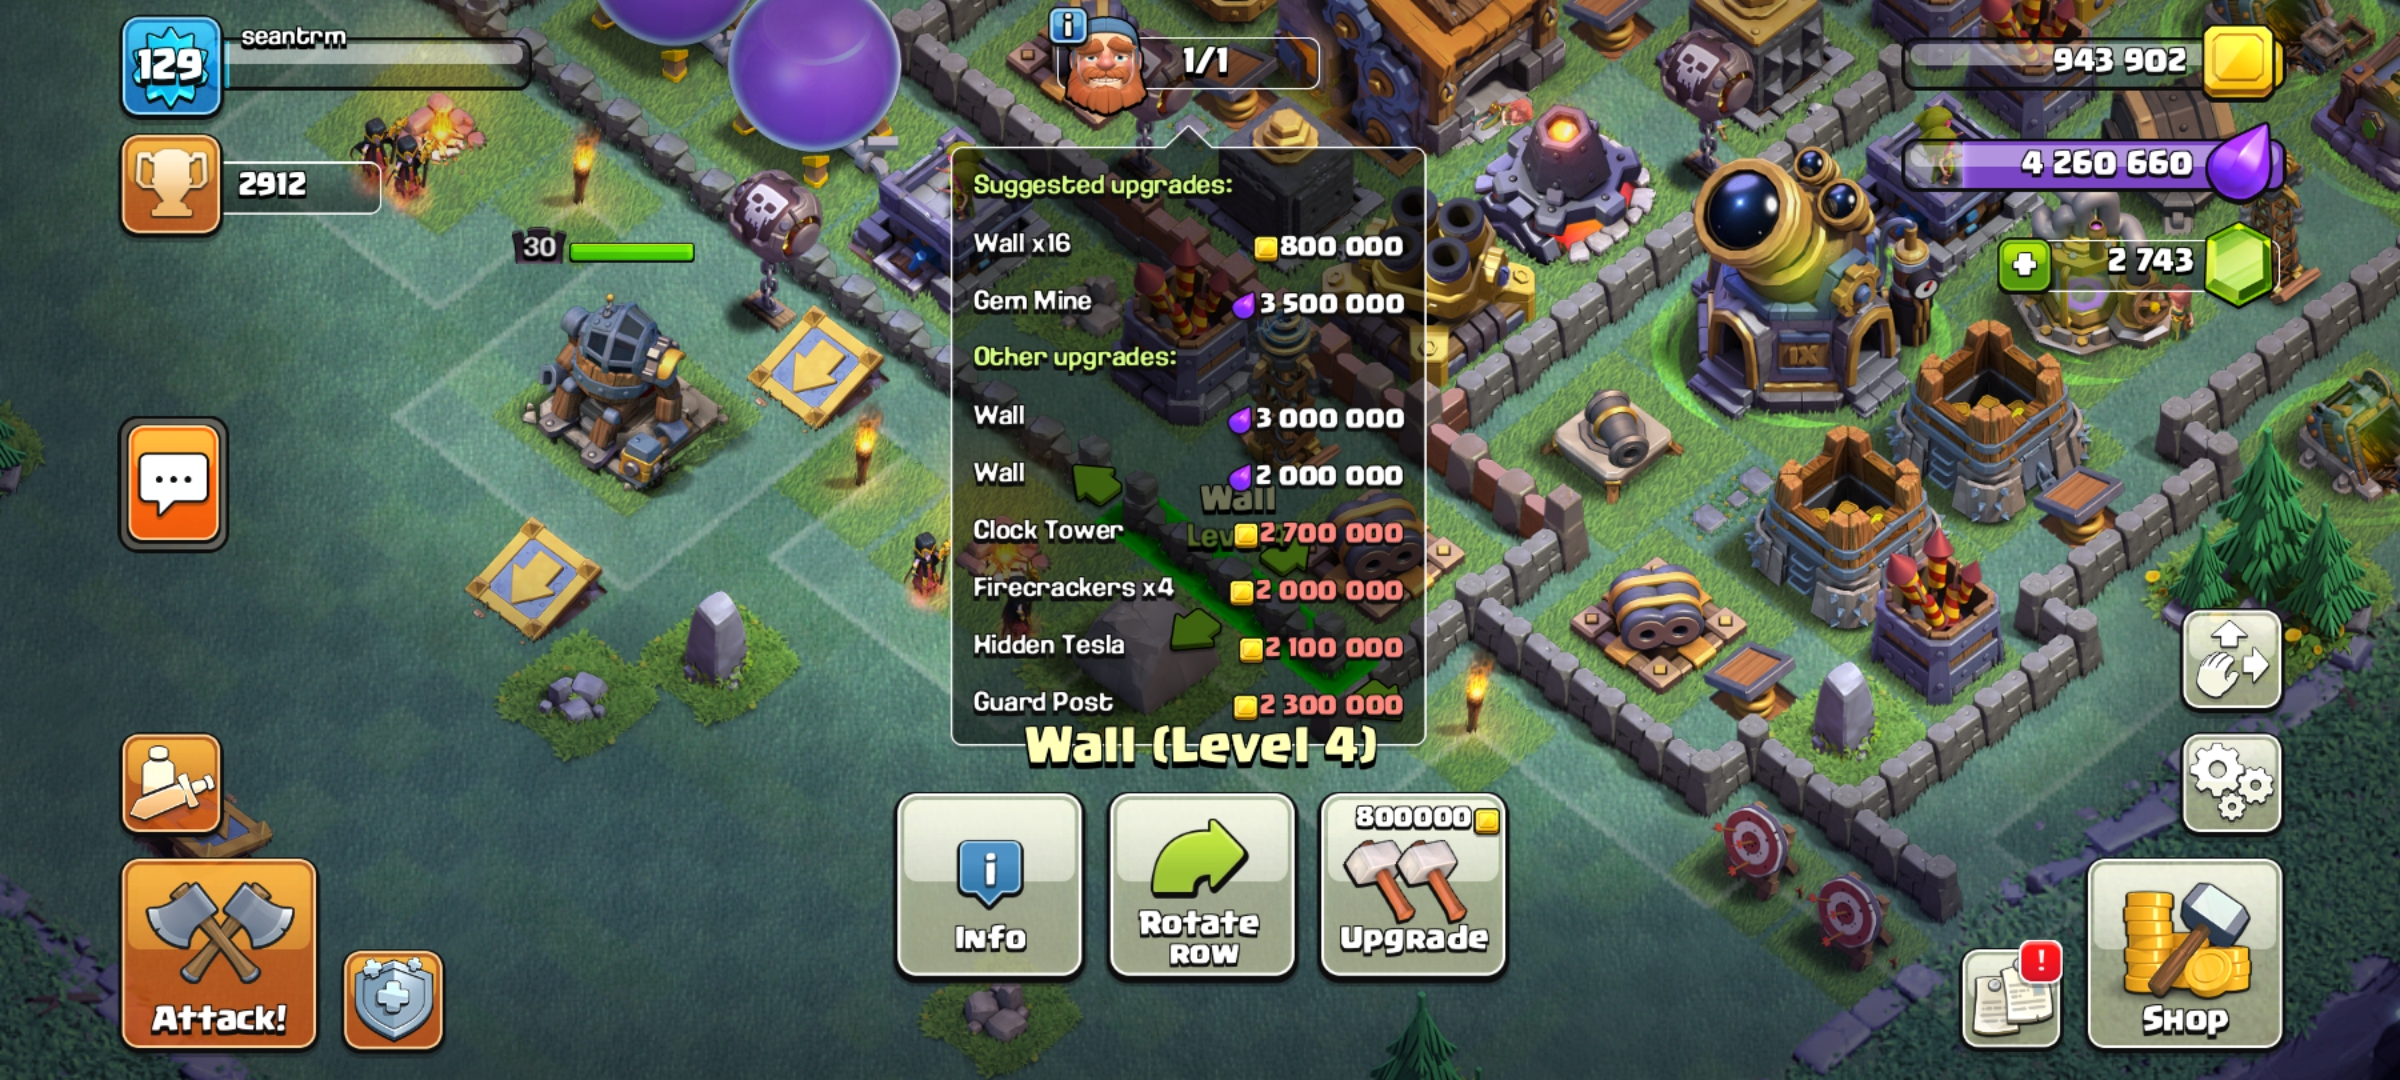 129
seantrm
2912
1/1
943 902
4 260 660
2 743
30
Suggested upgrades:
Wall x16 800 000
Gem Mine 3 500 000
Other upgrades:
Wall 3 000 000
Wall 2 000 000
Clock Tower 2 700 000
Firecrackers x4 2 000 000
Hidden Tesla 2 100 000
Guard Post 2 300 000
Wall
IX
Wall (Level 4)
Info
Rotate
ROW
800000
Upgrade
Attack!
!
Shop